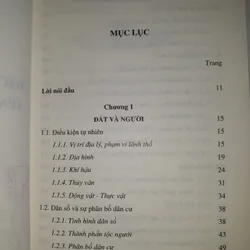 MỤC LỤC
Trang
Lời nói đầu 11
Chương 1
ĐẤT VÀ NGƯỜI 15
1.1. Điều kiện tự nhiên 15
1.1.1. Vị trí địa lý, phạm vi lãnh thổ 15
1.1.2. Địa hình 19
1.1.3. Khí hậu 24
1.1.4. Thủy văn 31
1.1.5. Động vật - Thực vật 34
1.2. Dân số và sự phân bố dân cư 38
1.2.1. Tình hình dân số 38
1.2.2. Thành phần tộc người 43
1.2.3. Phân bố dân cư 49